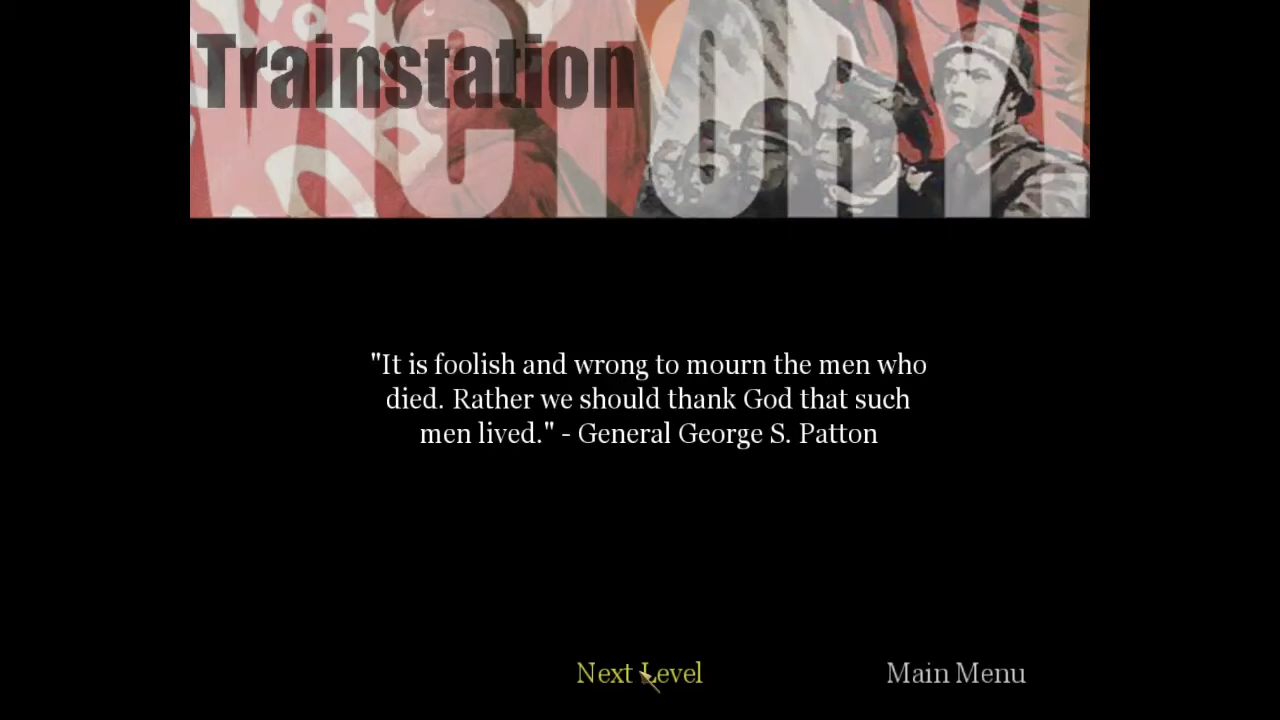 VICTORY
Trainstation
"It is foolish and wrong to mourn the men who
died. Rather we should thank God that such
men lived." - General George S. Patton
Next Level
Main Menu